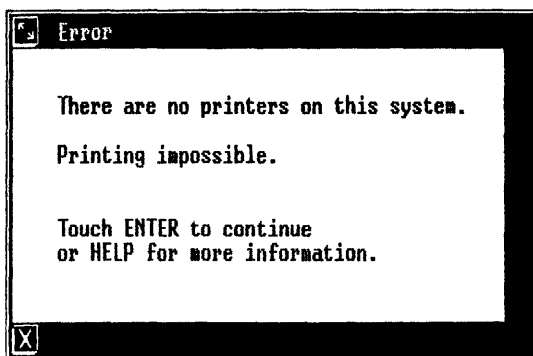 Error
There are no printers on this system.
Printing impossible.
Touch ENTER to continue
or HELP for more information.
X